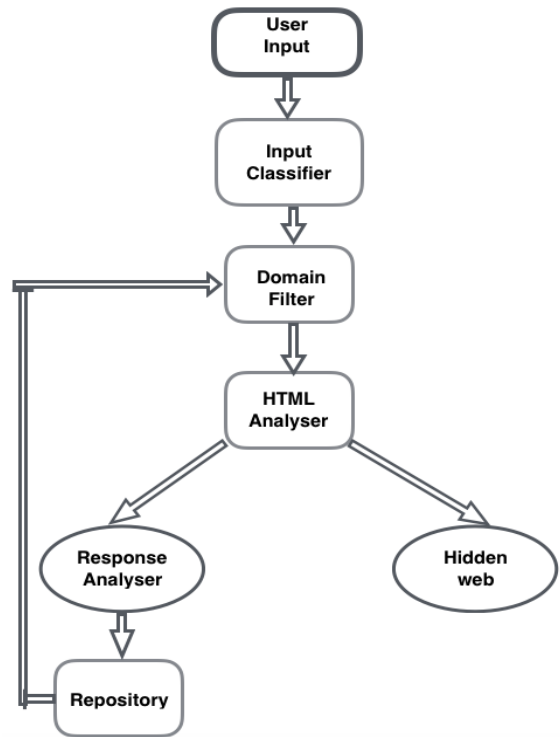 User
Input
Input
Classifier
Domain
Filter
HTML
Analyser
Response
Analyser
Hidden
web
Repository